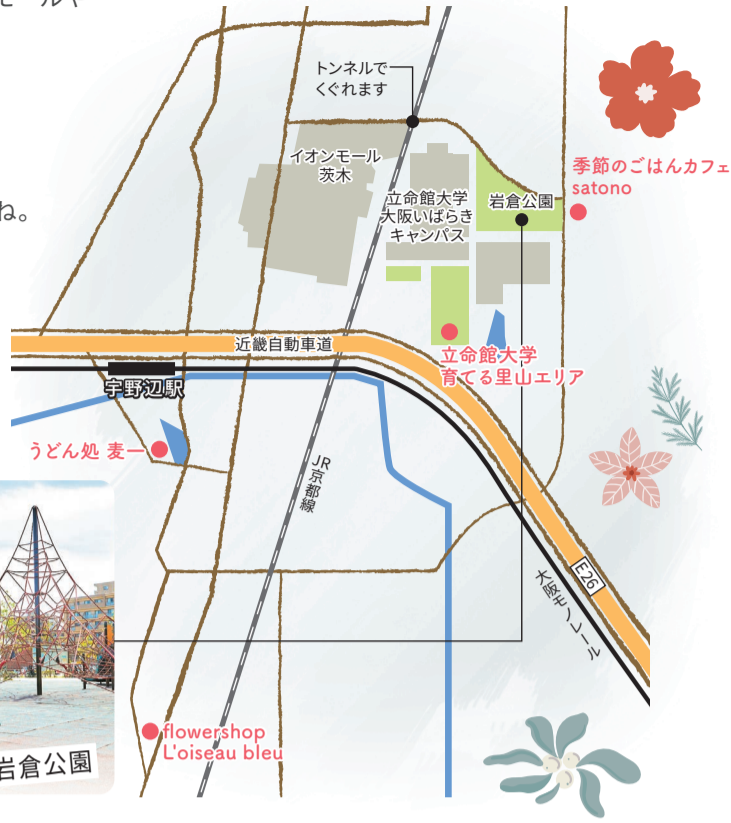 ね。
トンネルで
くぐれます
イオンモール
茨木
立命館大学
大阪いばらき
キャンパス
岩倉公園
季節のごはんカフェ
satono
近畿自動車道
立命館大学
育てる里山エリア
宇野辺駅
うどん処 麦一
JR京都線
E26
大阪モノレール
flowershop
L'oiseau bleu
岩倉公園